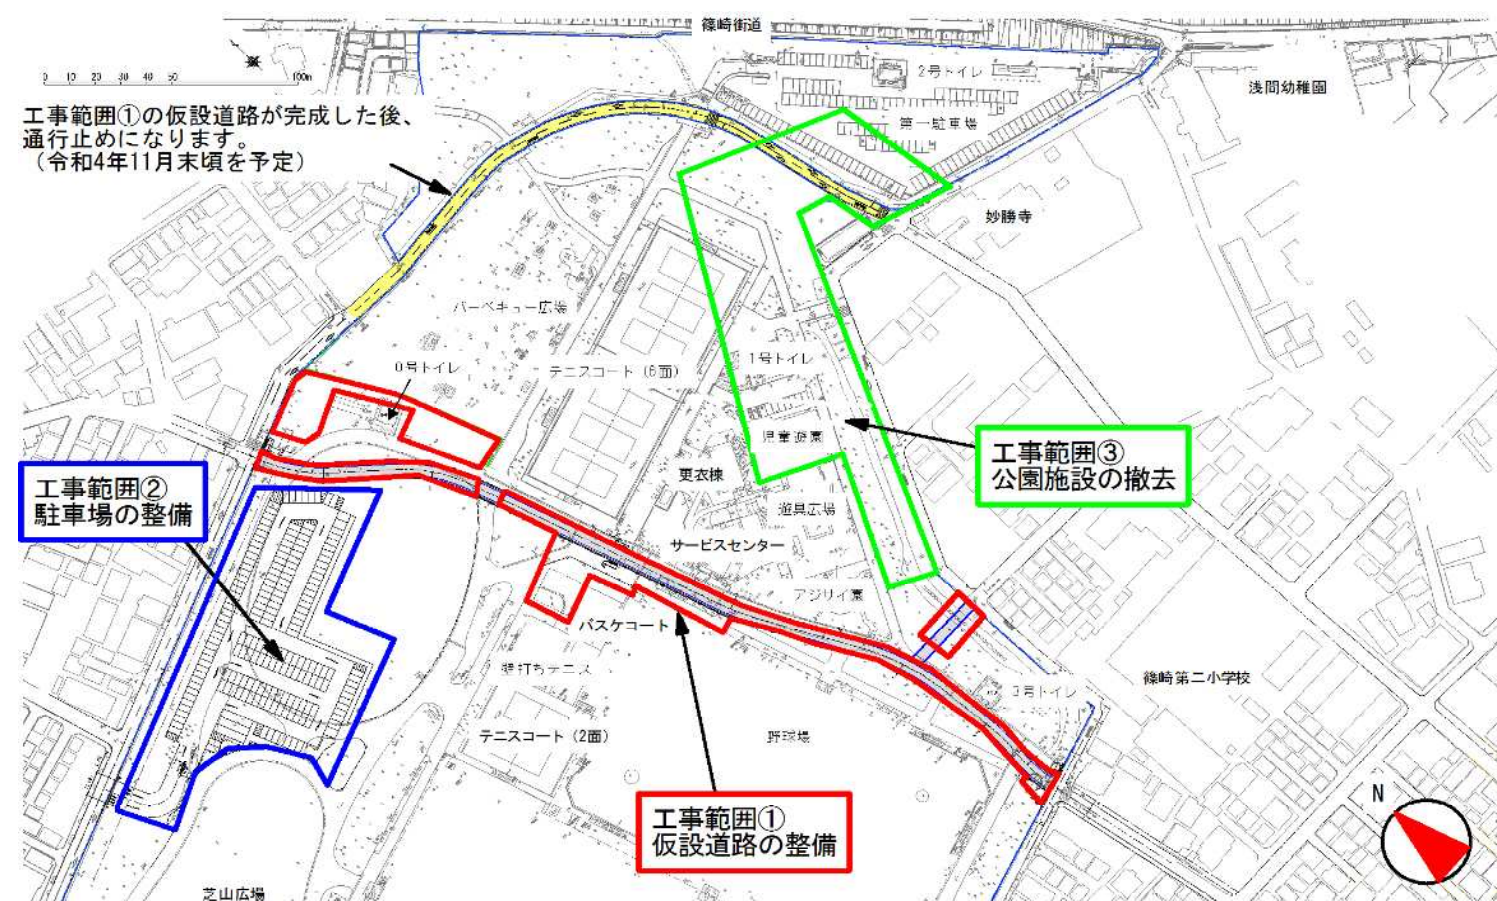 篠崎街道
2号トイレ
浅間幼稚園
0 10 20 30 40 50 100m
工事範囲①の仮設道路が完成した後、
通行止めになります。
(令和4年11月末頃を予定)
第一駐車場
妙勝寺
バーベキュー広場
0号トイレ
テニスコート(6面)
1号トイレ
児童遊園
工事範囲③
公園施設の撤去
工事範囲②
駐車場の整備
更衣棟
遊具広場
サービスセンター
アジサイ園
バスケコート
壁打ちテニス
3号トイレ
篠崎第二小学校
テニスコート(2面)
野球場
工事範囲①
仮設道路の整備
N
芝山広場